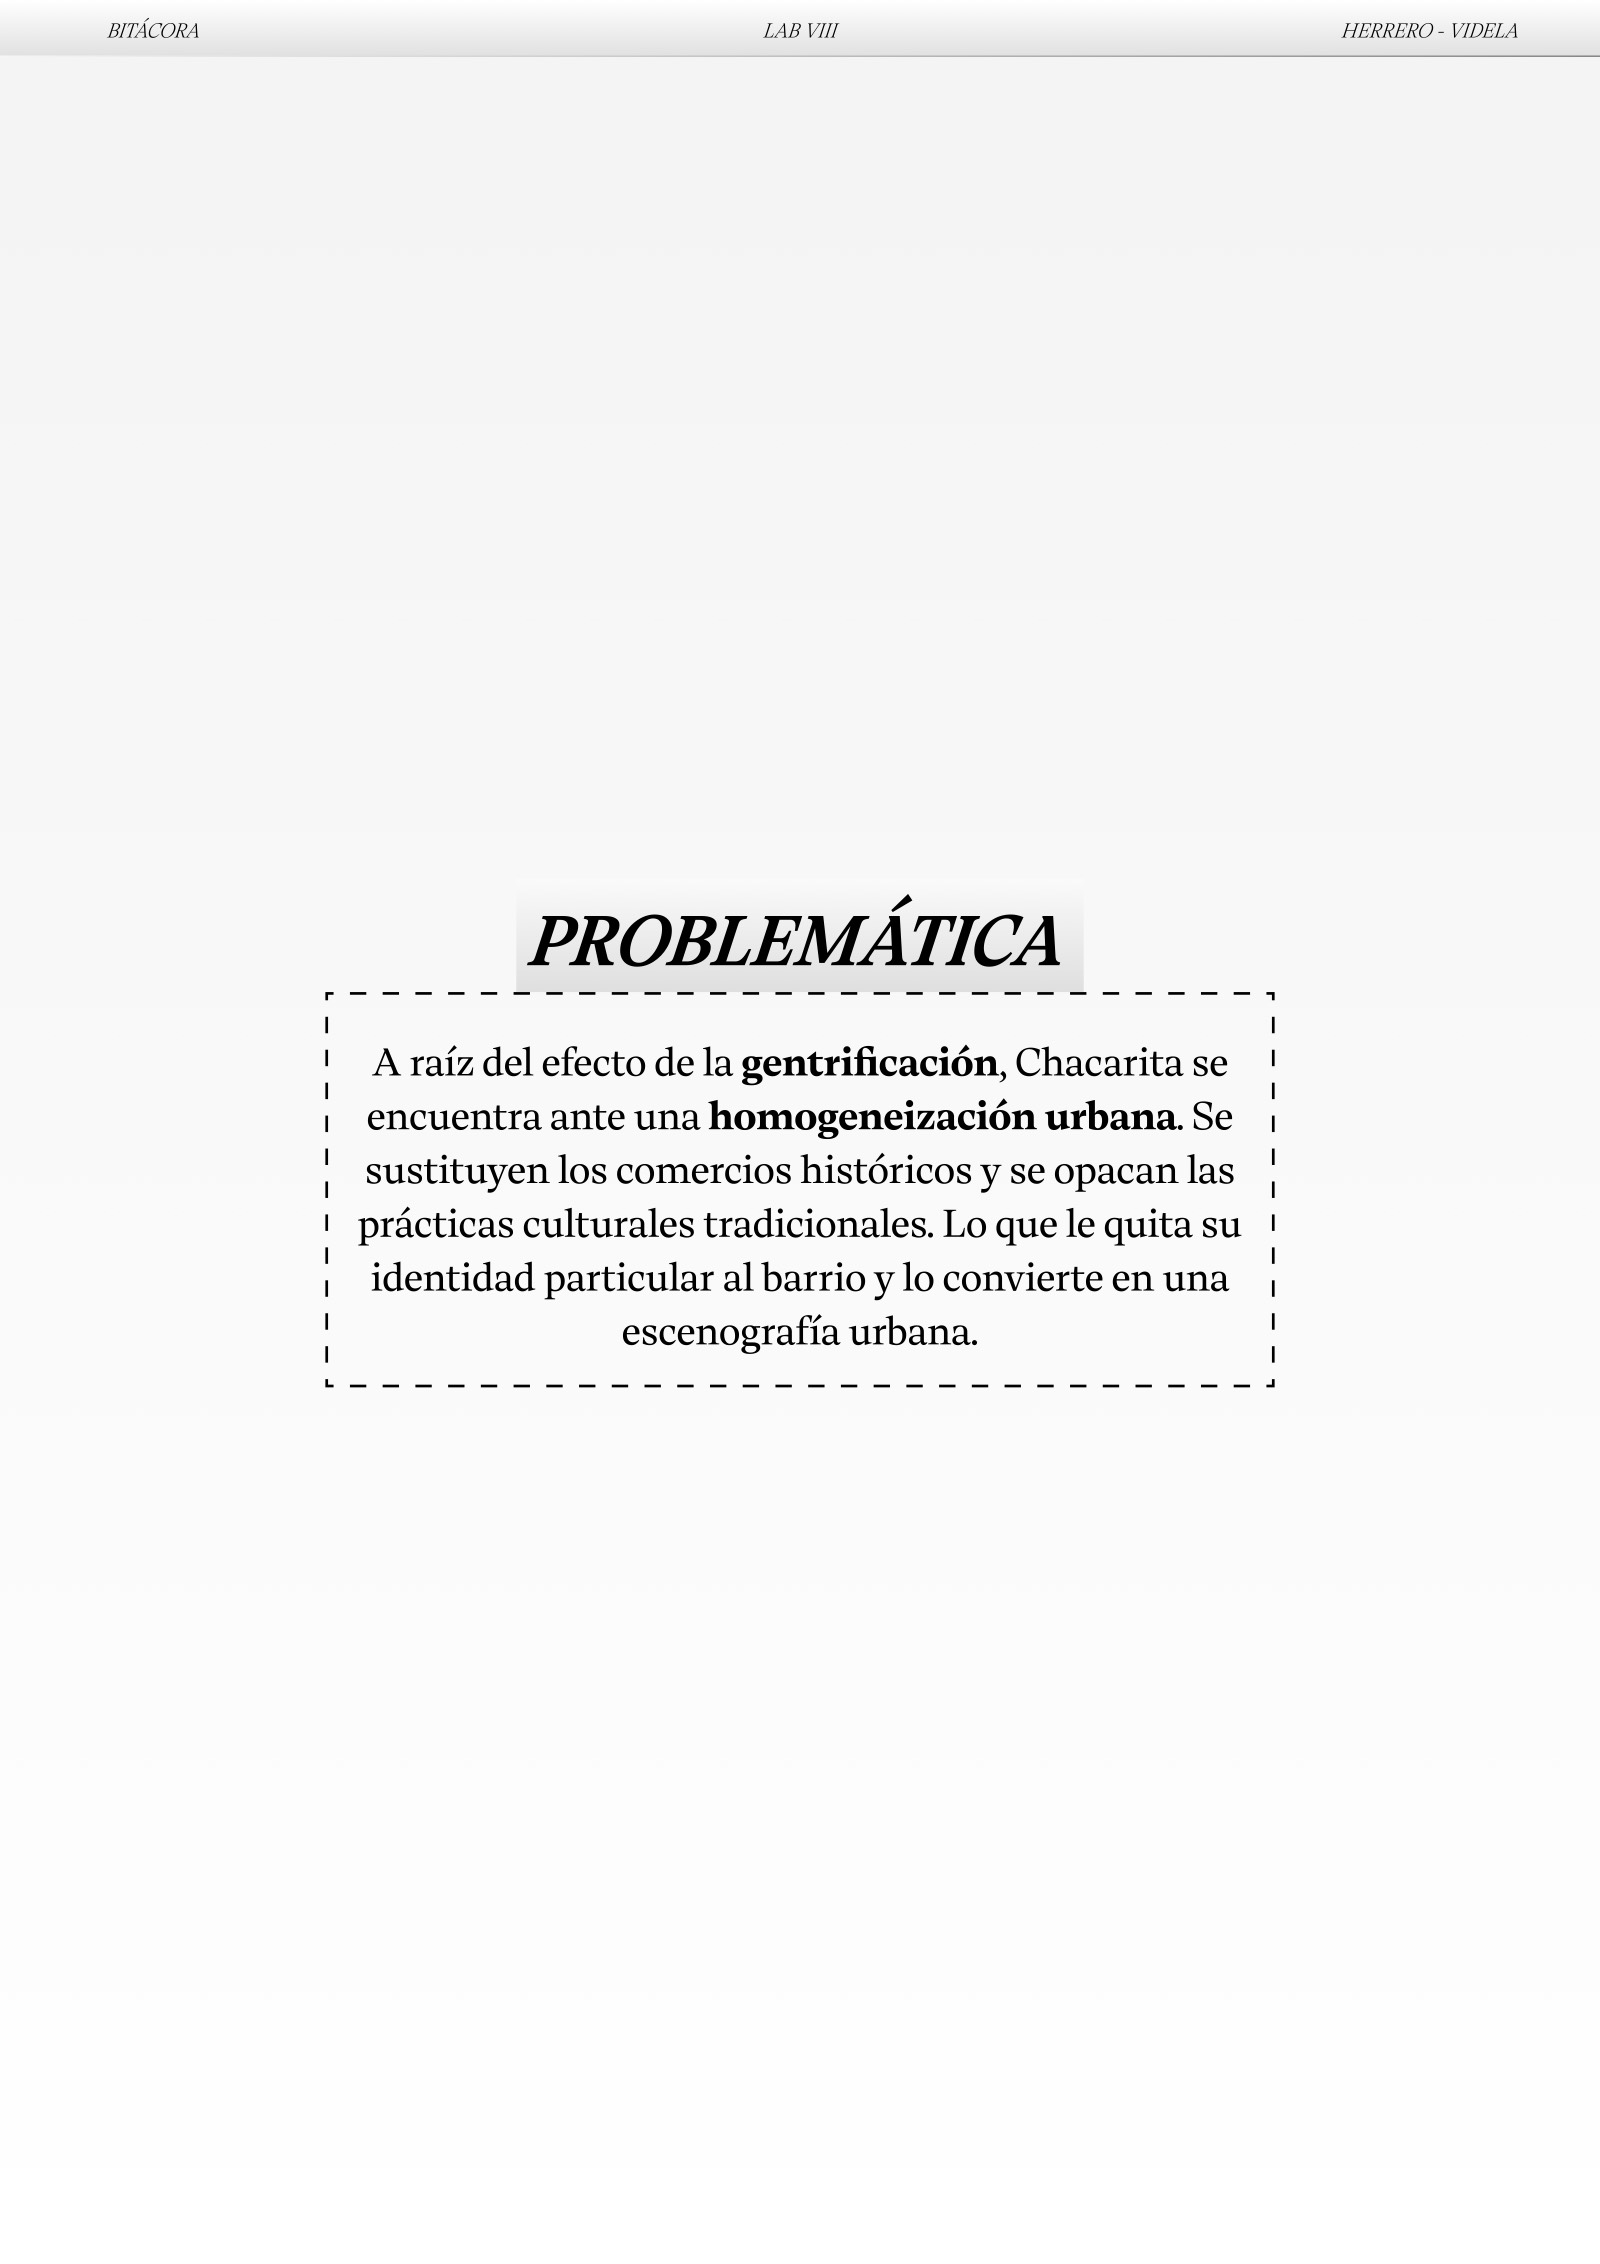 BITÁCORA
LAB VIII
HERRERO - VIDELA
PROBLEMÁTICA
A raíz del efecto de la gentrificación, Chacarita se
encuentra ante una homogeneización urbana. Se
sustituyen los comercios históricos y se opacan las
prácticas culturales tradicionales. Lo que le quita su
identidad particular al barrio y lo convierte en una
escenografía urbana.